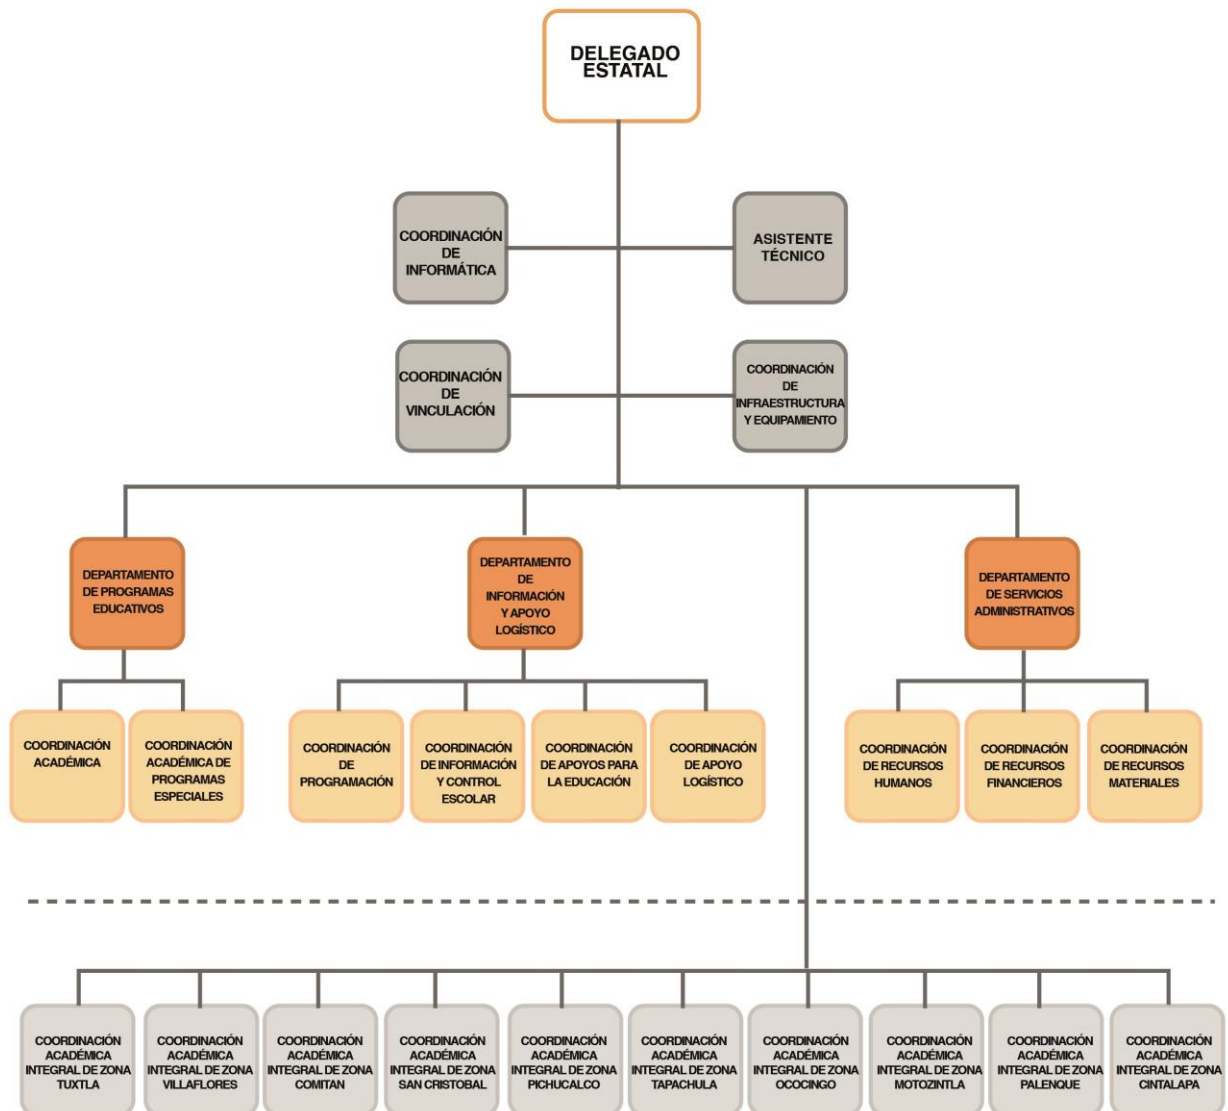 DELEGADO
ESTATAL
COORDINACIÓN
DE
INFORMÁTICA
ASISTENTE
TÉCNICO
COORDINACIÓN
DE
VINCULACIÓN
COORDINACIÓN
DE
INFRAESTRUCTURA
Y EQUIPAMIENTO
DEPARTAMENTO
DE PROGRAMAS
EDUCATIVOS
DEPARTAMENTO
DE
INFORMACIÓN
Y APOYO
LOGÍSTICO
DEPARTAMENTO
DE SERVICIOS
ADMINISTRATIVOS
COORDINACIÓN
ACADÉMICA
COORDINACIÓN
ACADÉMICA DE
PROGRAMAS
ESPECIALES
COORDINACIÓN
DE
PROGRAMACIÓN
COORDINACIÓN
DE INFORMACIÓN
Y CONTROL
ESCOLAR
COORDINACIÓN
DE APOYOS PARA
LA EDUCACIÓN
COORDINACIÓN
DE APOYO
LOGÍSTICO
COORDINACIÓN
DE RECURSOS
HUMANOS
COORDINACIÓN
DE RECURSOS
FINANCIEROS
COORDINACIÓN
DE RECURSOS
MATERIALES
COORDINACIÓN
ACADÉMICA
INTEGRAL DE ZONA
TUXTLA
COORDINACIÓN
ACADÉMICA
INTEGRAL DE ZONA
VILLAFLORES
COORDINACIÓN
ACADÉMICA
INTEGRAL DE ZONA
COMITAN
COORDINACIÓN
ACADÉMICA
INTEGRAL DE ZONA
SAN CRISTOBAL
COORDINACIÓN
ACADÉMICA
INTEGRAL DE ZONA
PICHUCALCO
COORDINACIÓN
ACADÉMICA
INTEGRAL DE ZONA
TAPACHULA
COORDINACIÓN
ACADÉMICA
INTEGRAL DE ZONA
OCOCINGO
COORDINACIÓN
ACADÉMICA
INTEGRAL DE ZONA
MOTOZINTLA
COORDINACIÓN
ACADÉMICA
INTEGRAL DE ZONA
PALENQUE
COORDINACIÓN
ACADÉMICA
INTEGRAL DE ZONA
CINTALAPA